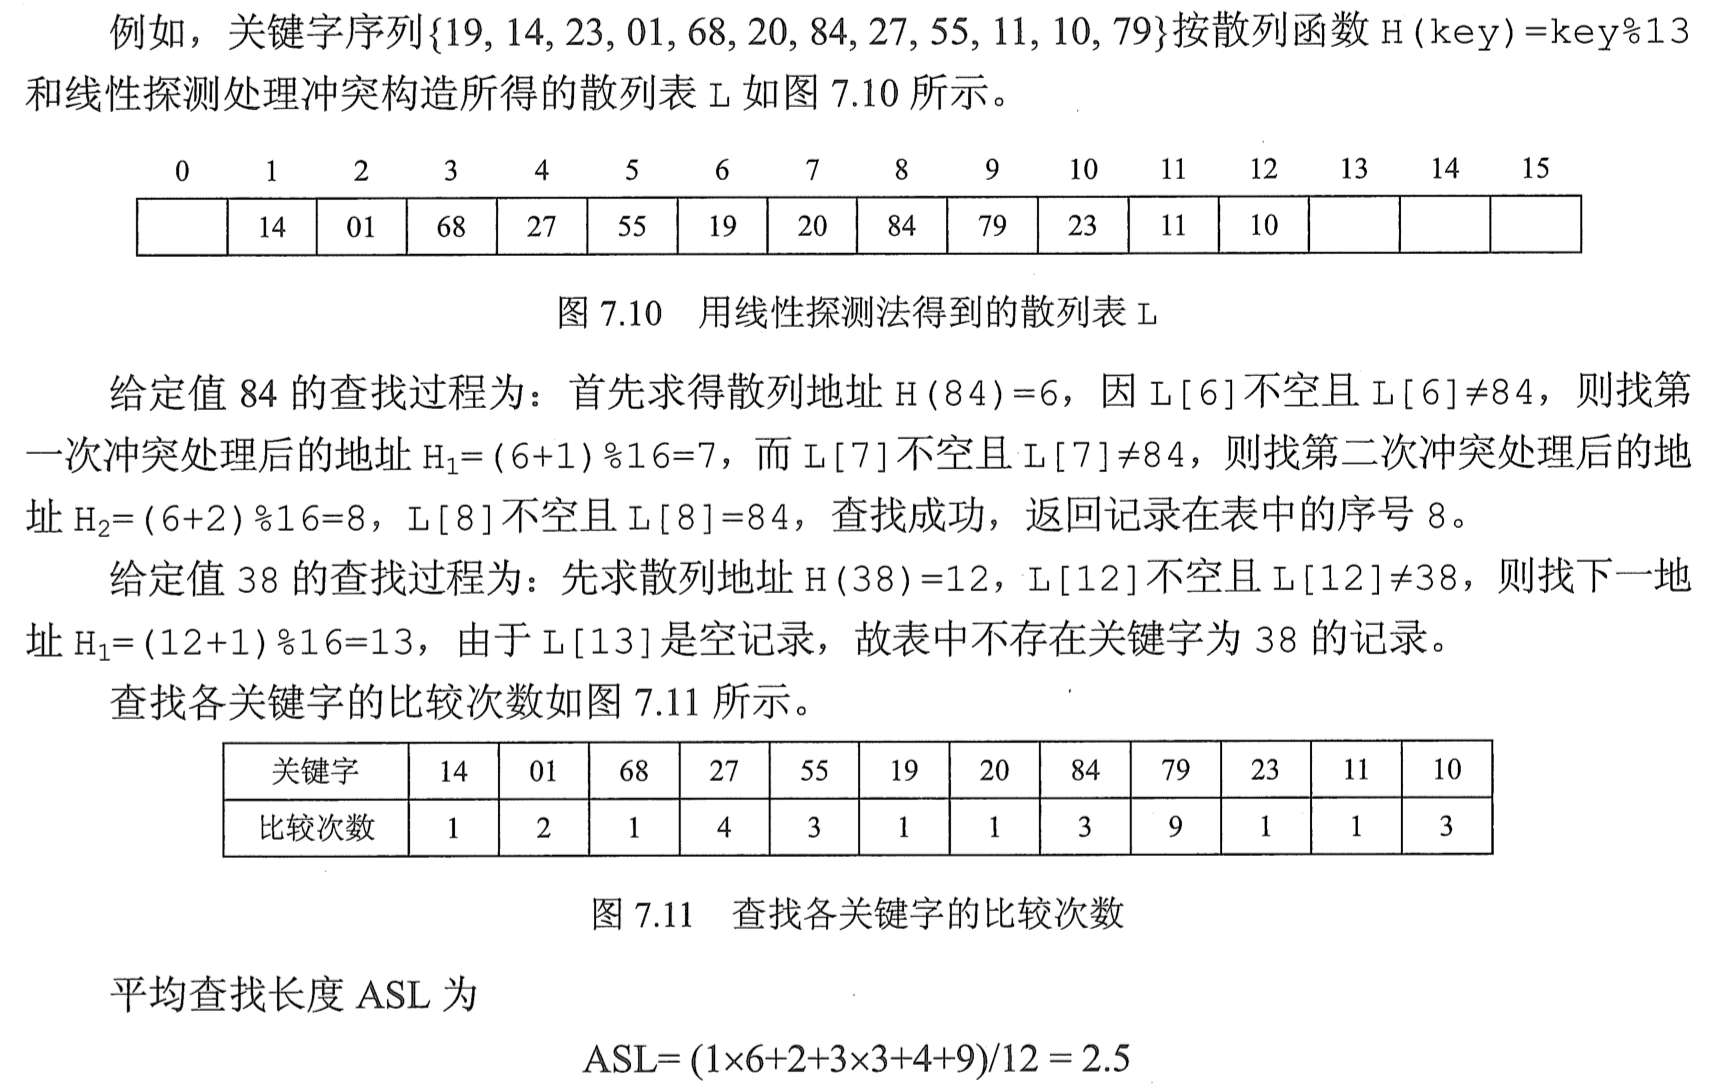 例如，关键字序列{19, 14, 23, 01, 68, 20, 84, 27, 55, 11, 10, 79}按散列函数 H(key)=key%13
和线性探测处理冲突构造所得的散列表 L 如图 7.10 所示。
0 1 2 3 4 5 6 7 8 9 10 11 12 13 14 15
14 01 68 27 55 19 20 84 79 23 11 10
图 7.10 用线性探测法得到的散列表 L
给定值 84 的查找过程为：首先求得散列地址 H(84)=6，因 L[6]不空且 L[6]≠84，则找第
一次冲突处理后的地址 H₁=(6+1)%16=7，而 L[7]不空且 L[7]≠84，则找第二次冲突处理后的地
址 H₂=(6+2)%16=8，L[8]不空且 L[8]=84，查找成功，返回记录在表中的序号 8。
给定值 38 的查找过程为：先求散列地址 H(38)=12，L[12]不空且 L[12]≠38，则找下一地
址 H₁=(12+1)%16=13，由于 L[13]是空记录，故表中不存在关键字为 38 的记录。
查找各关键字的比较次数如图 7.11 所示。
关键字 14 01 68 27 55 19 20 84 79 23 11 10
比较次数 1 2 1 4 3 1 1 3 9 1 1 3
图 7.11 查找各关键字的比较次数
平均查找长度 ASL 为
ASL= (1×6+2+3×3+4+9)/12 = 2.5